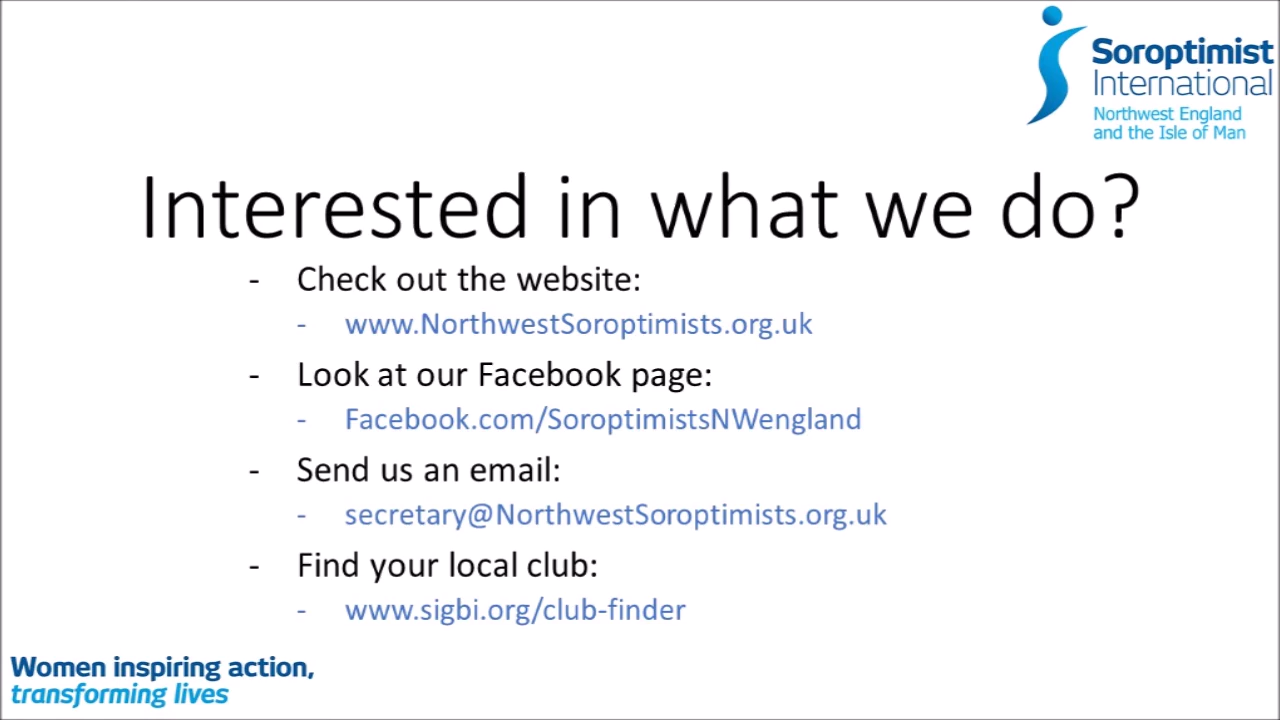 Soroptimist
International
Northwest England
and the Isle of Man
Interested in what we do?
- Check out the website:
- www.NorthwestSoroptimists.org.uk
- Look at our Facebook page:
- Facebook.com/SoroptimistsNWengland
- Send us an email:
- secretary@NorthwestSoroptimists.org.uk
- Find your local club:
- www.sigbi.org/club-finder
Women inspiring action,
transforming lives